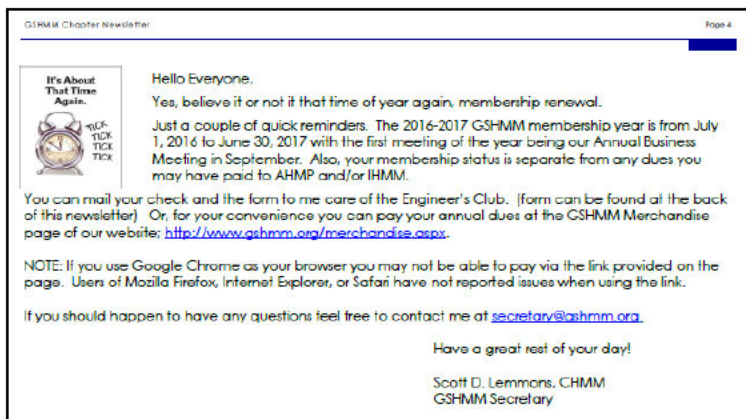 GSHMM Chapter Newsletter Page 4
It's About
That Time
Again.
TICK
TICK
TICK
TICK
Hello Everyone,
Yes, believe it or not it that time of year again, membership renewal.
Just a couple of quick reminders. The 2016-2017 GSHMM membership year is from July
1, 2016 to June 30, 2017 with the first meeting of the year being our Annual Business
Meeting in September. Also, your membership status is separate from any dues you
may have paid to AHMP and/or IHMM.
You can mail your check and the form to me care of the Engineer's Club. (form can be found at the back
of this newsletter) Or, for your convenience you can pay your annual dues at the GSHMM Merchandise
page of our website; http://www.gshmm.org/merchandise.aspx.
NOTE: If you use Google Chrome as your browser you may not be able to pay via the link provided on the
page. Users of Mozilla Firefox, Internet Explorer, or Safari have not reported issues when using the link.
If you should happen to have any questions feel free to contact me at secretary@gshmm.org.
Have a great rest of your day!
Scott D. Lemmons, CHMM
GSHMM Secretary